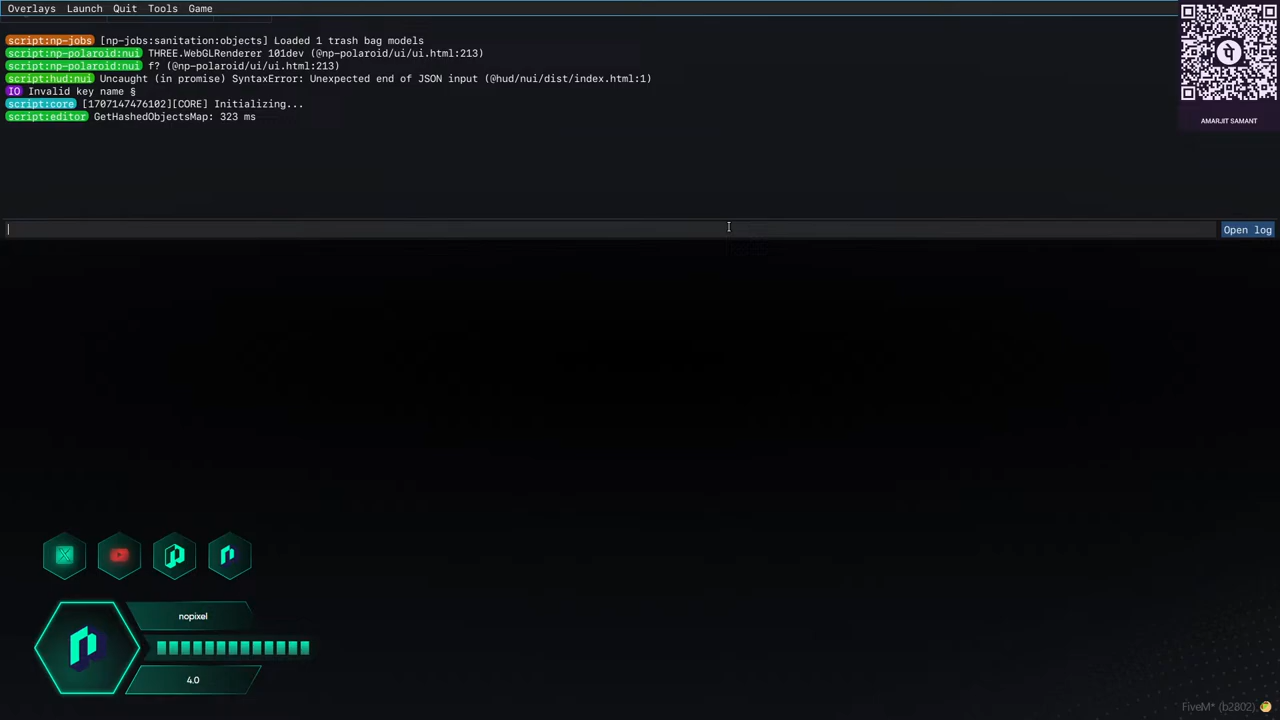 Overlays Launch Quit Tools Game
script:np-jobs [np-jobs:sanitation:objects] Loaded 1 trash bag models
script:np-polaroid:nui THREE.WebGLRenderer 101dev (@np-polaroid/ui/ui.html:213)
script:np-polaroid:nui f? (@np-polaroid/ui/ui.html:213)
script:hud:nui Uncaught (in promise) SyntaxError: Unexpected end of JSON input (@hud/nui/dist/index.html:1)
IO Invalid key name §
script:core [1707147476102][CORE] Initializing...
script:editor GetHashedObjectsMap: 323 ms
AMARJIT SAMANT
Open log
nopixel
4.0
FiveM* (b2802)